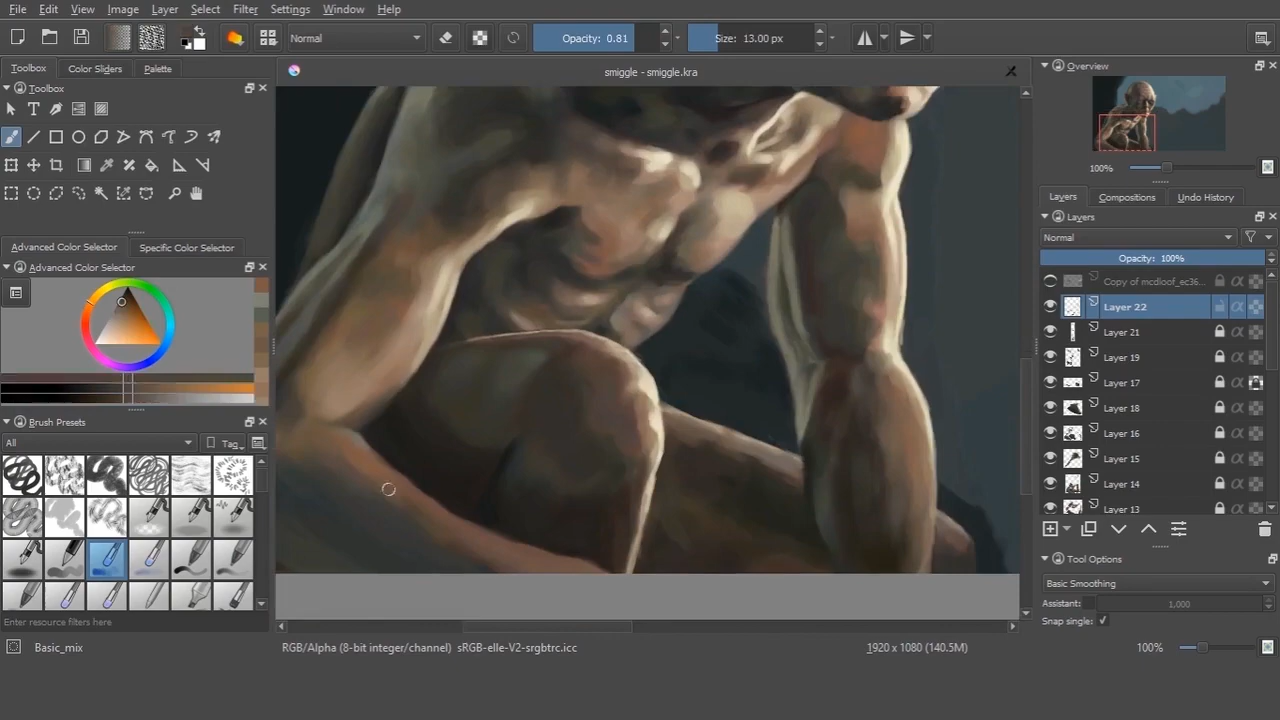 File Edit View Image Layer Select Filter Settings Window Help
Normal Opacity: 0.81 Size: 13.00 px
Toolbox Color Sliders Palette
Toolbox
smiggle - smiggle.kra
Overview
100%
Layers Compositions Undo History
Layers
Normal
Opacity: 100%
Copy of mcdloof_ec36...
Layer 22
Layer 21
Layer 19
Layer 17
Layer 18
Layer 16
Layer 15
Layer 14
Layer 13
Advanced Color Selector Specific Color Selector
Advanced Color Selector
Brush Presets
All Tag
Enter resource filters here
Tool Options
Basic Smoothing
Assistant: 1,000
Snap single:
Basic_mix RGB/Alpha (8-bit integer/channel) sRGB-elle-V2-srgbtrc.icc 1920 x 1080 (140.5M) 100%